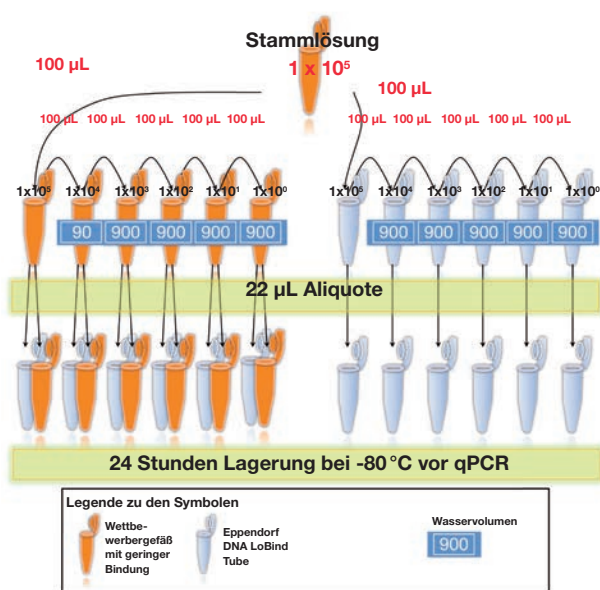 Stammlösung
1 x 10⁵
100 µL
100 µL
100 µL 100 µL 100 µL 100 µL 100 µL
100 µL 100 µL 100 µL 100 µL 100 µL
1x10⁵ 1x10⁴ 1x10³ 1x10² 1x10¹ 1x10⁰
1x10⁵ 1x10⁴ 1x10³ 1x10² 1x10¹ 1x10⁰
90 900 900 900 900
900 900 900 900 900
22 µL Aliquote
24 Stunden Lagerung bei -80 °C vor qPCR
Legende zu den Symbolen
Wettbe-
werbergefäß
mit geringer
Bindung
Eppendorf
DNA LoBind
Tube
Wasservolumen
900